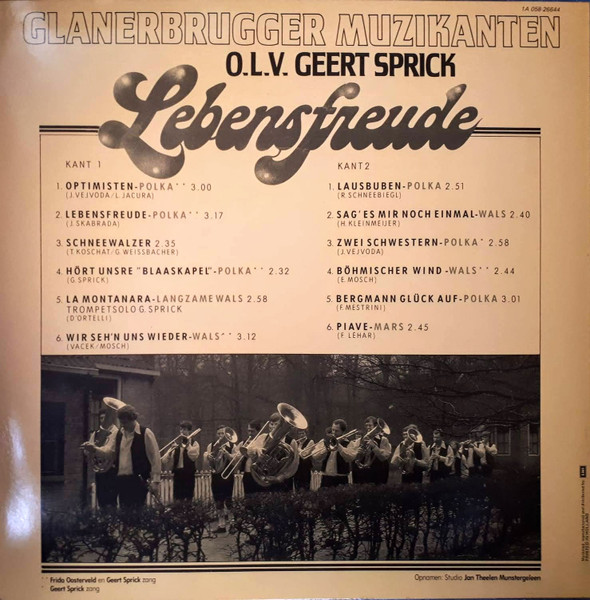 1A 058-26644
GLANERBRUGGER MUZIKANTEN
O.L.V. GEERT SPRICK
Lebensfreude
KANT 1
1. OPTIMISTEN-POLKA ** 3.00
(J.VEJVODA/L.JACURA)
2. LEBENSFREUDE-POLKA ** 3.17
(J.SKABRADA)
3. SCHNEEWALZER 2.35
(T.KOSCHAT/G.WEISSBACHER)
4. HÖRT UNSRE "BLAASKAPEL"-POLKA ** 2.32
(G.SPRICK)
5. LA MONTANARA-LANGZAME WALS 2.58
TROMPETSOLO G.SPRICK
(D'ORTELLI)
6. WIR SEH'N UNS WIEDER-WALS ** 3.12
(VACEK/MOSCH)
KANT 2
1. LAUSBUBEN-POLKA 2.51
(R.SCHNEEBIEGL)
2. SAG'ES MIR NOCH EINMAL-WALS 2.40
(H.KLEINMEIJER)
3. ZWEI SCHWESTERN-POLKA * 2.58
(J.VEJVODA)
4. BÖHMISCHER WIND-WALS ** 2.44
(E.MOSCH)
5. BERGMANN GLÜCK AUF-POLKA 3.01
(F.MESTRINI)
6. PIAVE-MARS 2.45
(F.LEHAR)
** Frida Oosterveld en Geert Sprick zang
* Geert Sprick zang
Opnamen: Studio Jan Theelen Munstergeleen
EMI